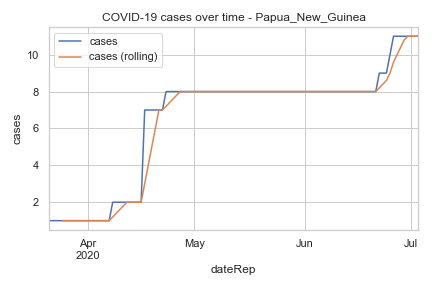 COVID-19 cases over time - Papua_New_Guinea
cases
cases (rolling)
10
8
6
4
2
cases
Apr
2020
May
Jun
Jul
dateRep